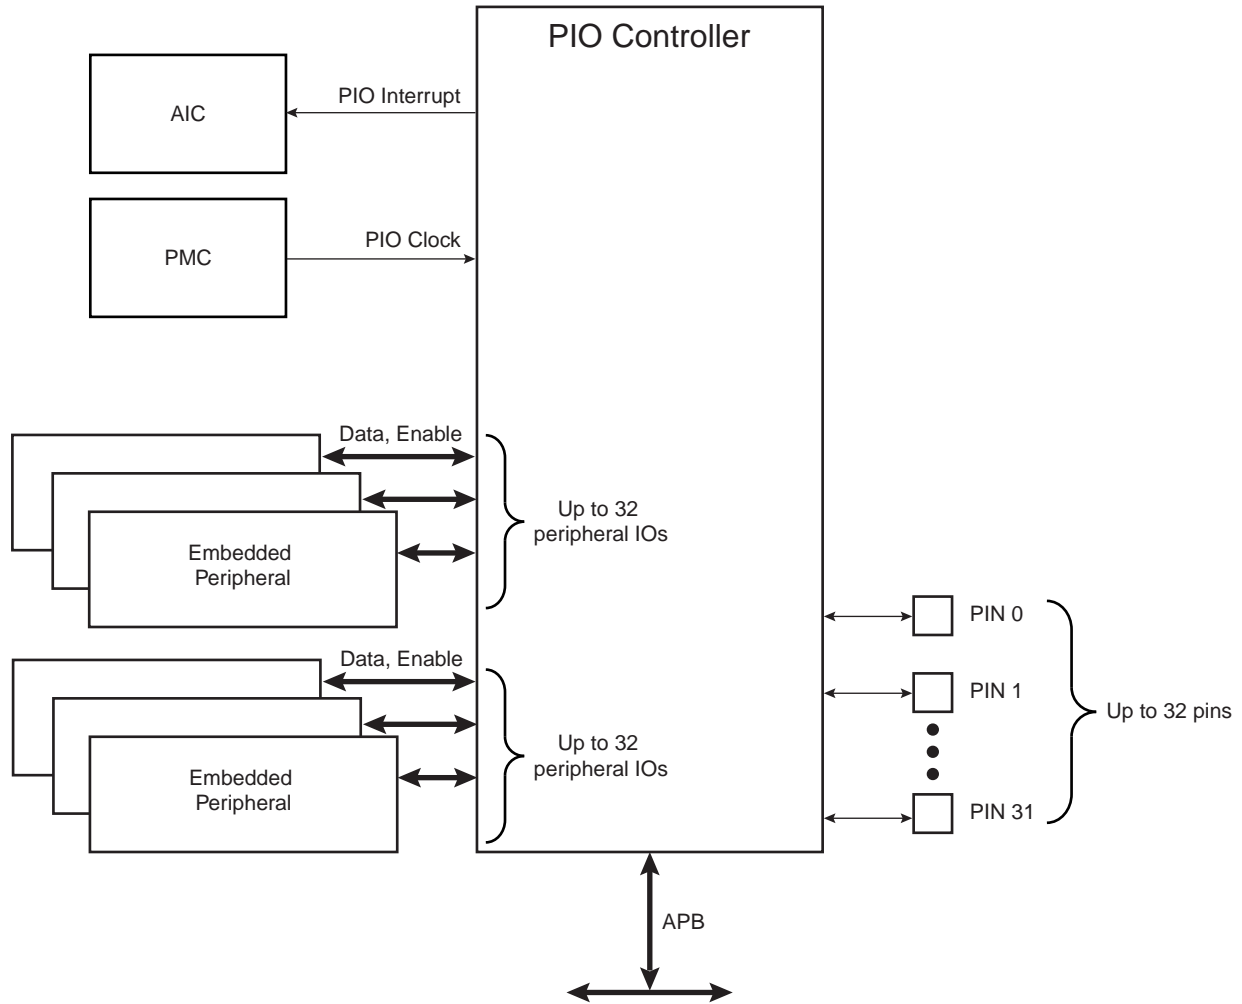 PIO Controller
PIO Interrupt
AIC
PIO Clock
PMC
Data, Enable
Up to 32
peripheral IOs
Embedded
Peripheral
PIN 0
Data, Enable
PIN 1
Up to 32 pins
Up to 32
peripheral IOs
Embedded
Peripheral
PIN 31
APB